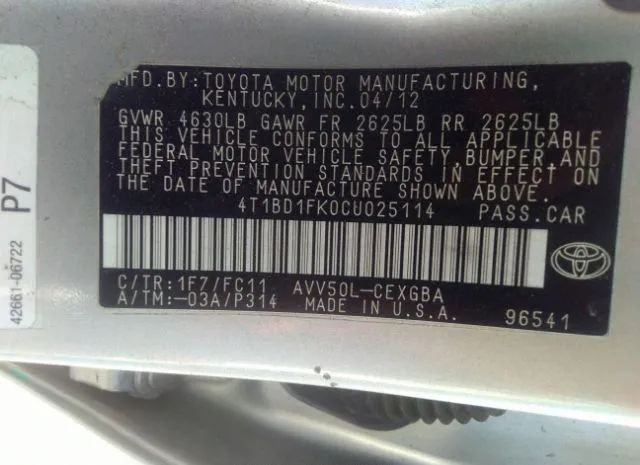 MFD. BY: TOYOTA MOTOR MANUFACTURING,
KENTUCKY, INC. 04/12
GVWR 4630LB GAWR FR 2625LB RR 2625LB
THIS VEHICLE CONFORMS TO ALL APPLICABLE
FEDERAL MOTOR VEHICLE SAFETY, BUMPER, AND
THEFT PREVENTION STANDARDS IN EFFECT ON
THE DATE OF MANUFACTURE SHOWN ABOVE.
4T1BD1FK0CU025114 PASS. CAR
C/TR: 1F7/FC11 AVV50L-CEXGBA
A/TM: -03A/P314 MADE IN U.S.A. 96541
P7
42661-06722